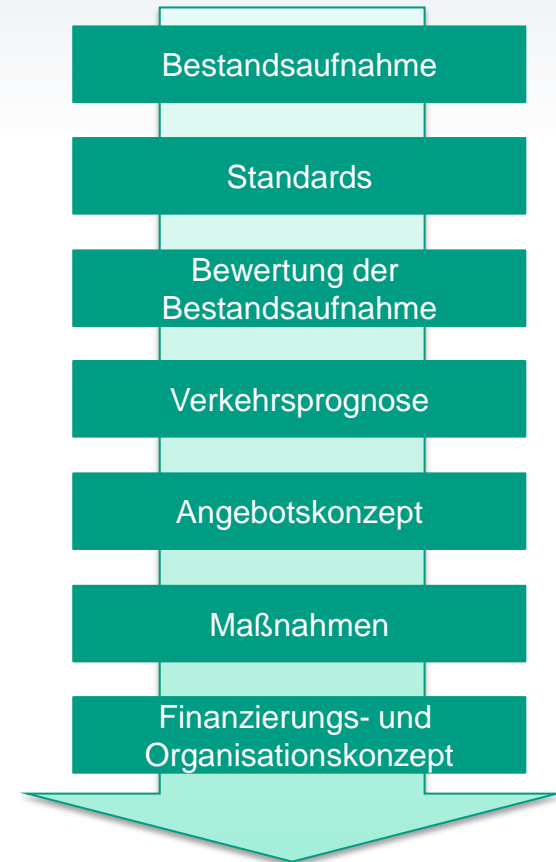 Bestandsaufnahme
Standards
Bewertung der
Bestandsaufnahme
Verkehrsprognose
Angebotskonzept
Maßnahmen
Finanzierungs- und
Organisationskonzept